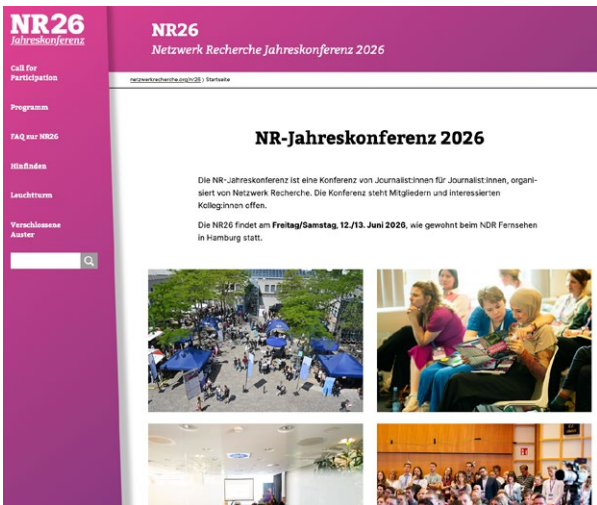 NR26
Jahreskonferenz
Call for
Participation
Programm
FAQ zur NR26
Hinfinden
Leuchtturm
Verschlossene
Auster
NR26
Netzwerk Recherche Jahreskonferenz 2026
netzwerkrecherche.org/nr26 ⟩ Startseite
NR-Jahreskonferenz 2026
Die NR-Jahreskonferenz ist eine Konferenz von Journalist:innen für Journalist:innen, organi-
siert von Netzwerk Recherche. Die Konferenz steht Mitgliedern und interessierten
Kolleg:innen offen.
Die NR26 findet am Freitag/Samstag, 12./13. Juni 2026, wie gewohnt beim NDR Fernsehen
in Hamburg statt.